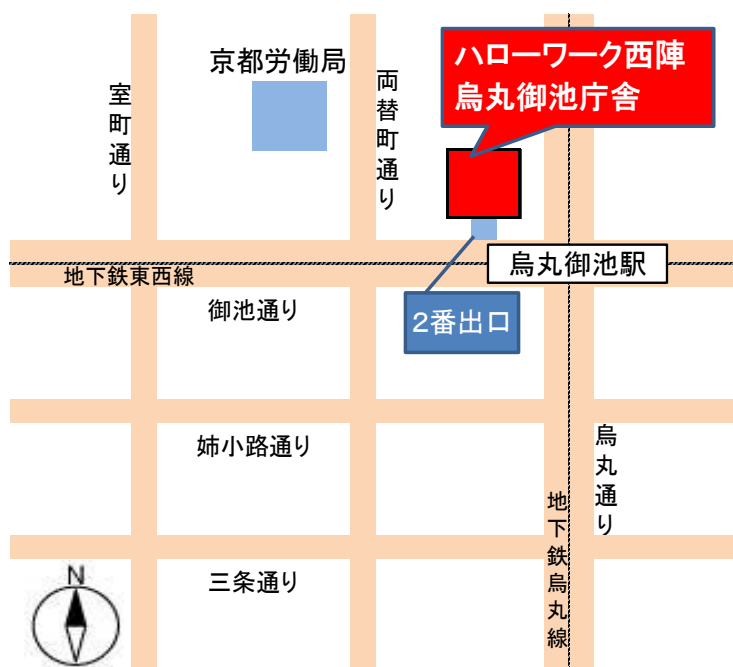 ハローワーク西陣
烏丸御池庁舎
京都労働局
室町通り
両替町通り
烏丸御池駅
地下鉄東西線
御池通り
2番出口
姉小路通り
烏丸通り
地下鉄烏丸線
三条通り
N